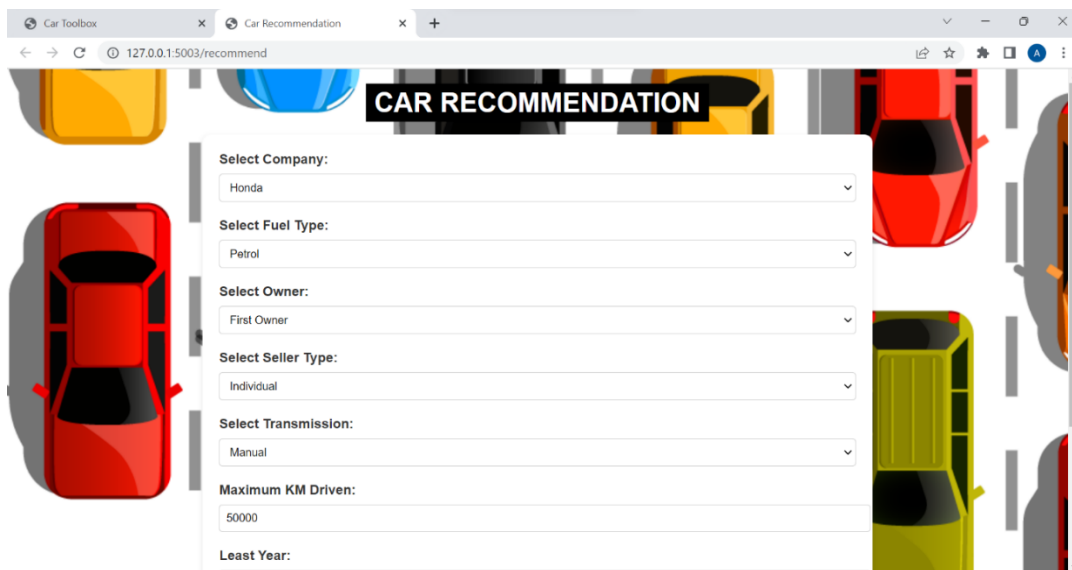 Car Toolbox
Car Recommendation
127.0.0.1:5003/recommend
A
CAR RECOMMENDATION
Select Company:
Honda
Select Fuel Type:
Petrol
Select Owner:
First Owner
Select Seller Type:
Individual
Select Transmission:
Manual
Maximum KM Driven:
50000
Least Year: